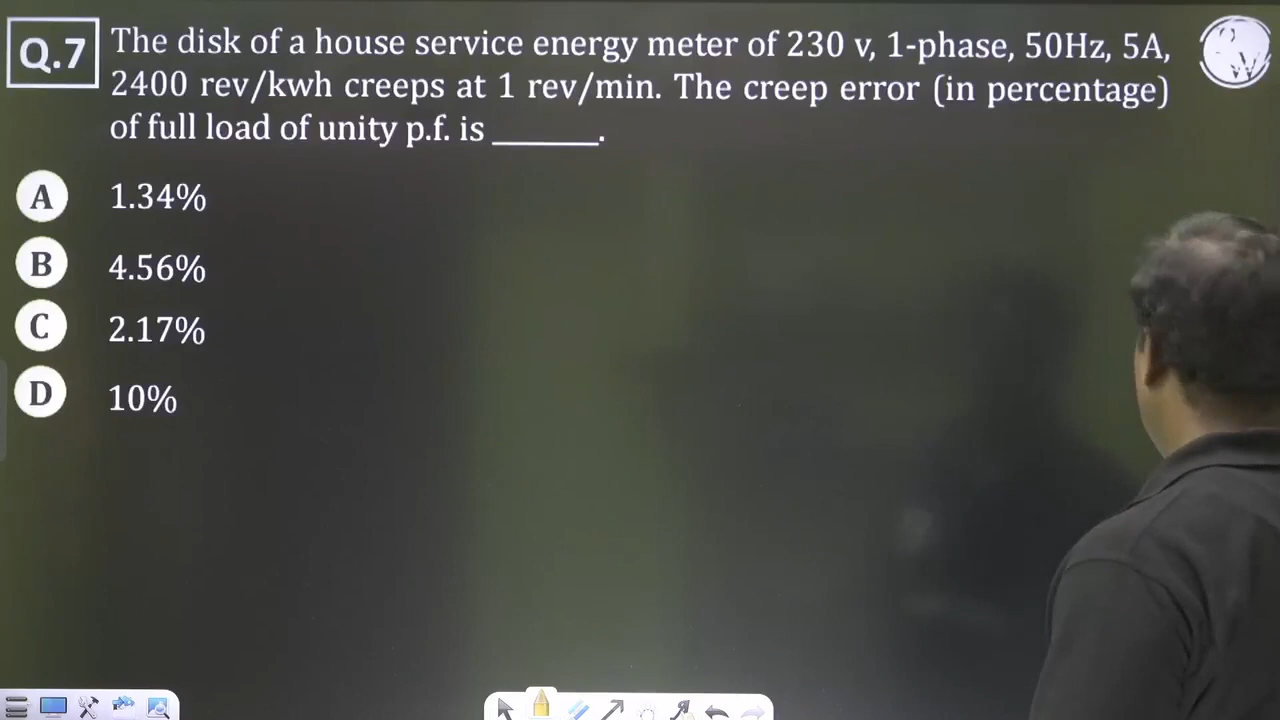 Q.7
The disk of a house service energy meter of 230 v, 1-phase, 50Hz, 5A,
2400 rev/kwh creeps at 1 rev/min. The creep error (in percentage)
of full load of unity p.f. is ______.
A 1.34%
B 4.56%
C 2.17%
D 10%